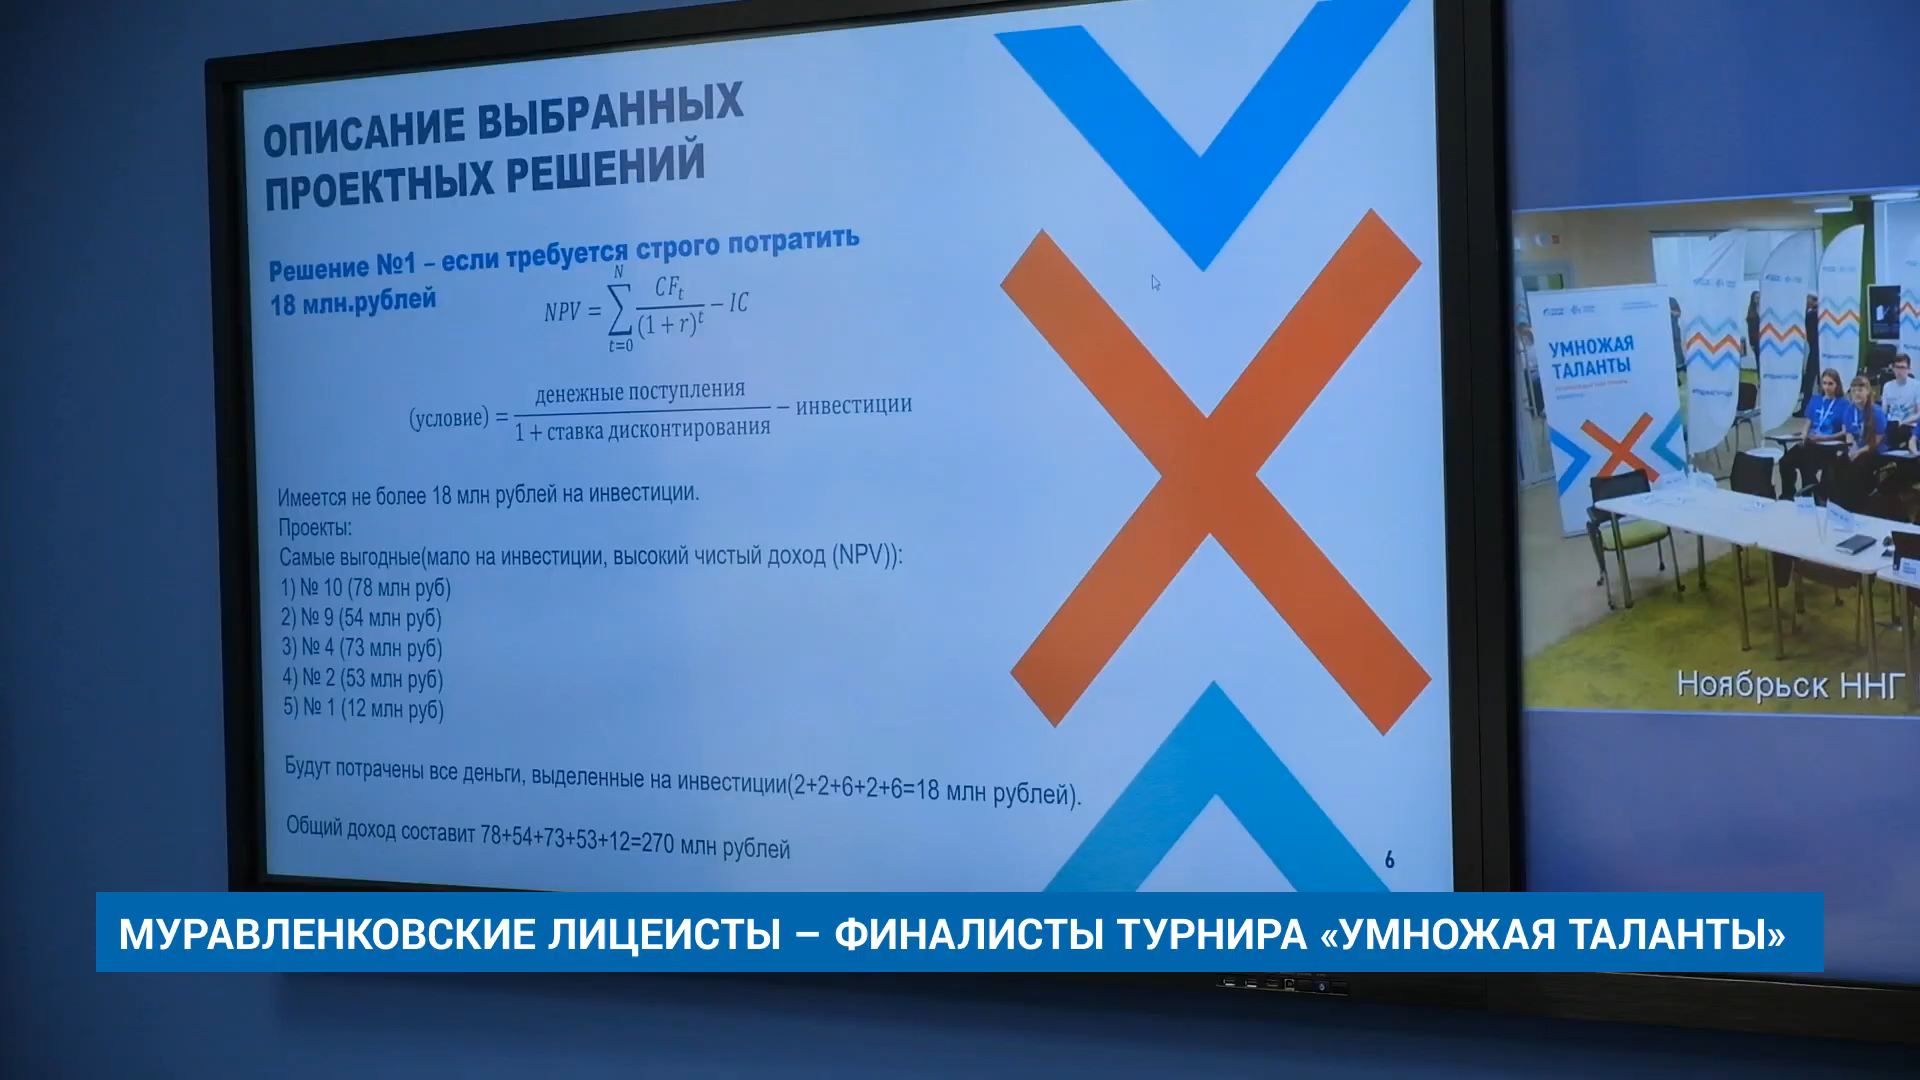 ОПИСАНИЕ ВЫБРАННЫХ
ПРОЕКТНЫХ РЕШЕНИЙ
Решение №1 – если требуется строго потратить
18 млн.рублей
NPV = ∑_{t=0}^{N} CF_t / (1 + r)^t − IC
(условие) = денежные поступления / 1 + ставка дисконтирования − инвестиции
Имеется не более 18 млн рублей на инвестиции.
Проекты:
Самые выгодные(мало на инвестиции, высокий чистый доход (NPV)):
1) № 10 (78 млн руб)
2) № 9 (54 млн руб)
3) № 4 (73 млн руб)
4) № 2 (53 млн руб)
5) № 1 (12 млн руб)
Будут потрачены все деньги, выделенные на инвестиции(2+2+6+2+6=18 млн рублей).
Общий доход составит 78+54+73+53+12=270 млн рублей
6
УМНОЖАЯ
ТАЛАНТЫ
Ноябрьск ННГ
МУРАВЛЕНКОВСКИЕ ЛИЦЕИСТЫ – ФИНАЛИСТЫ ТУРНИРА «УМНОЖАЯ ТАЛАНТЫ»